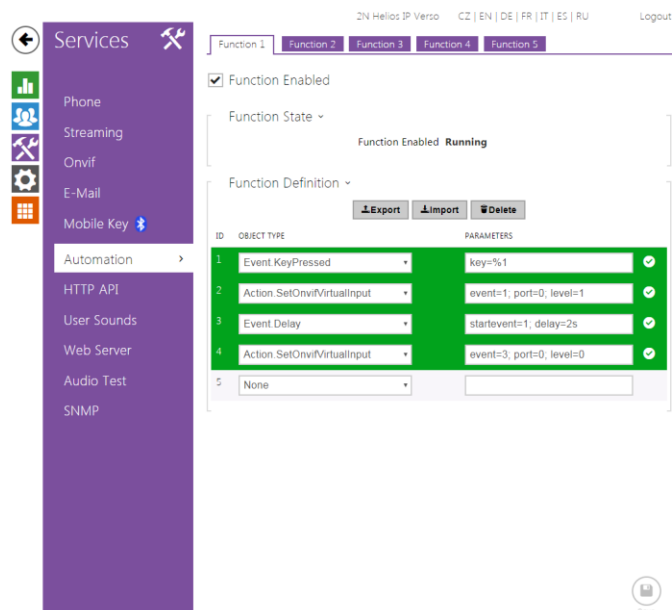 2N Helios IP Verso CZ | EN | DE | FR | IT | ES | RU Logout
Services
Function 1 Function 2 Function 3 Function 4 Function 5
Function Enabled
Function State
Function Enabled Running
Function Definition
Export Import Delete
ID OBJECT TYPE PARAMETERS
1 Event.KeyPressed key=%1
2 Action.SetOnvifVirtualInput event=1; port=0; level=1
3 Event.Delay startevent=1; delay=2s
4 Action.SetOnvifVirtualInput event=3; port=0; level=0
5 None
Phone
Streaming
Onvif
E-Mail
Mobile Key
Automation
HTTP API
User Sounds
Web Server
Audio Test
SNMP